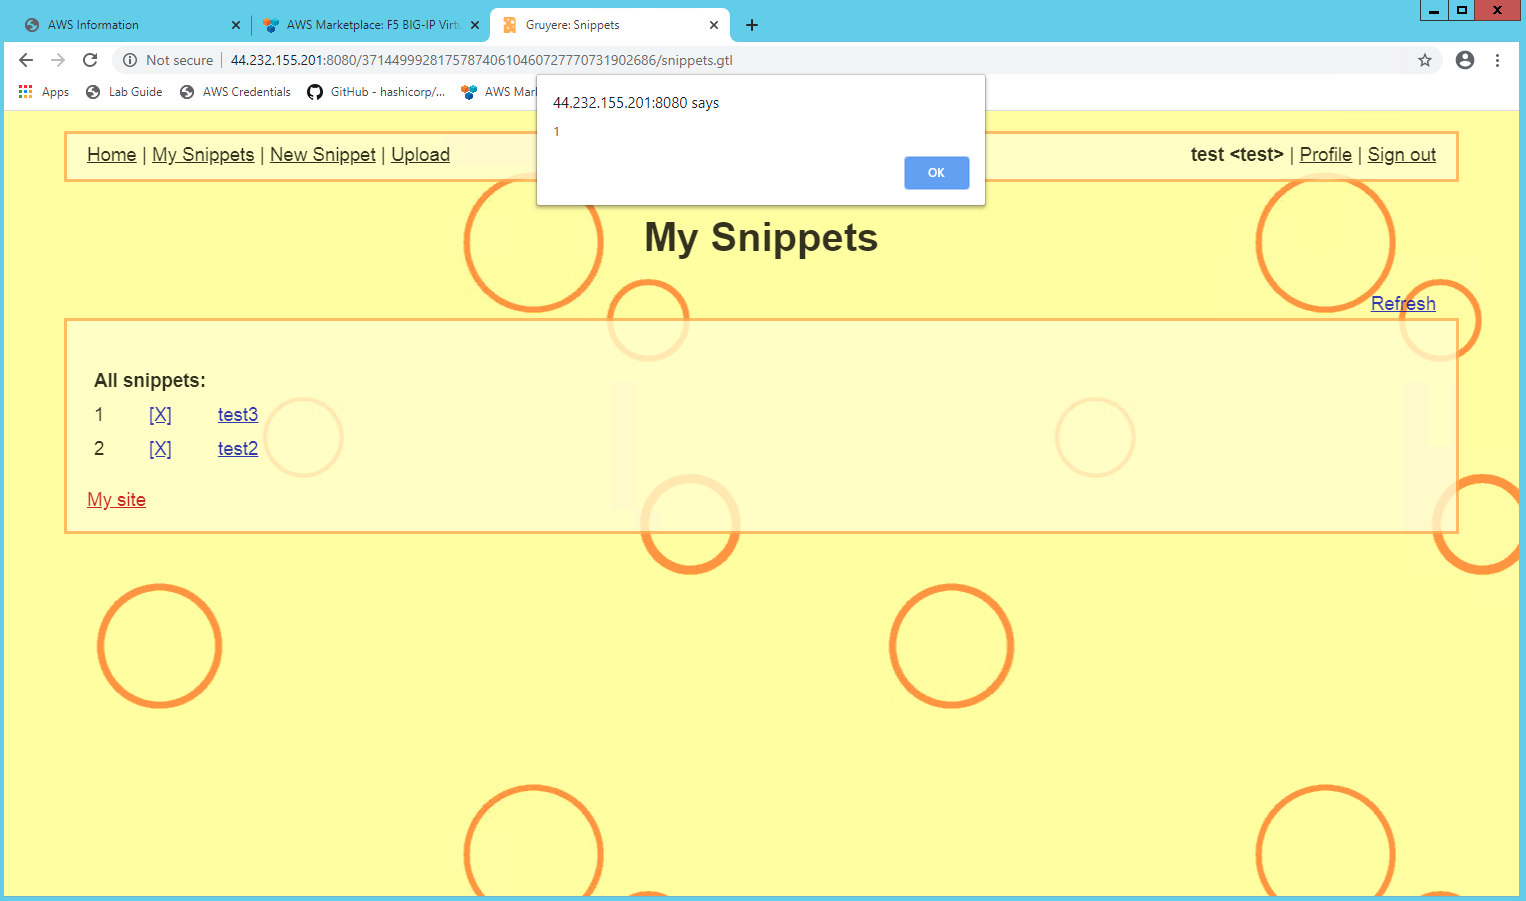 AWS Information
AWS Marketplace: F5 BIG-IP Virtu
Gruyere: Snippets
Not secure
44.232.155.201:8080/371449992817578740610460727770731902686/snippets.gtl
Apps
Lab Guide
AWS Credentials
GitHub - hashicorp/...
AWS Mark
44.232.155.201:8080 says
1
OK
Home | My Snippets | New Snippet | Upload
test <test> | Profile | Sign out
My Snippets
Refresh
All snippets:
1 [X] test3
2 [X] test2
My site